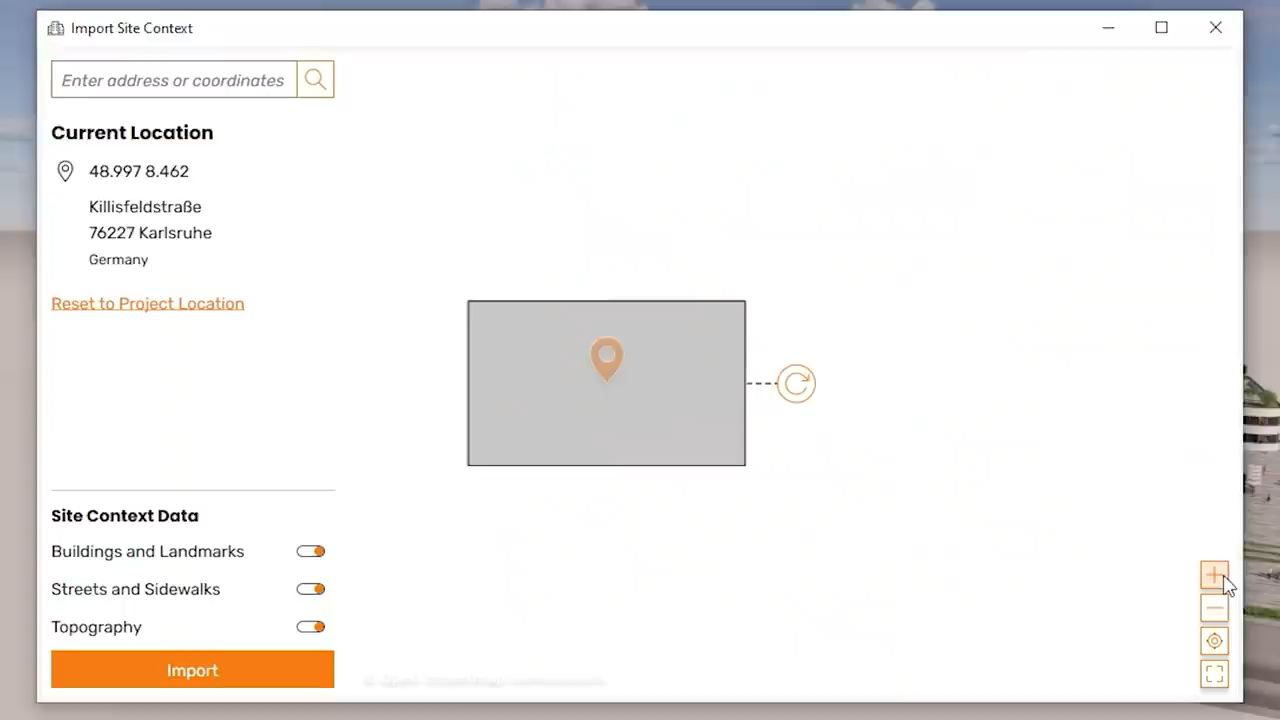 Import Site Context
Enter address or coordinates
Current Location
48.997 8.462
Killisfeldstraße
76227 Karlsruhe
Germany
Reset to Project Location
Site Context Data
Buildings and Landmarks
Streets and Sidewalks
Topography
Import